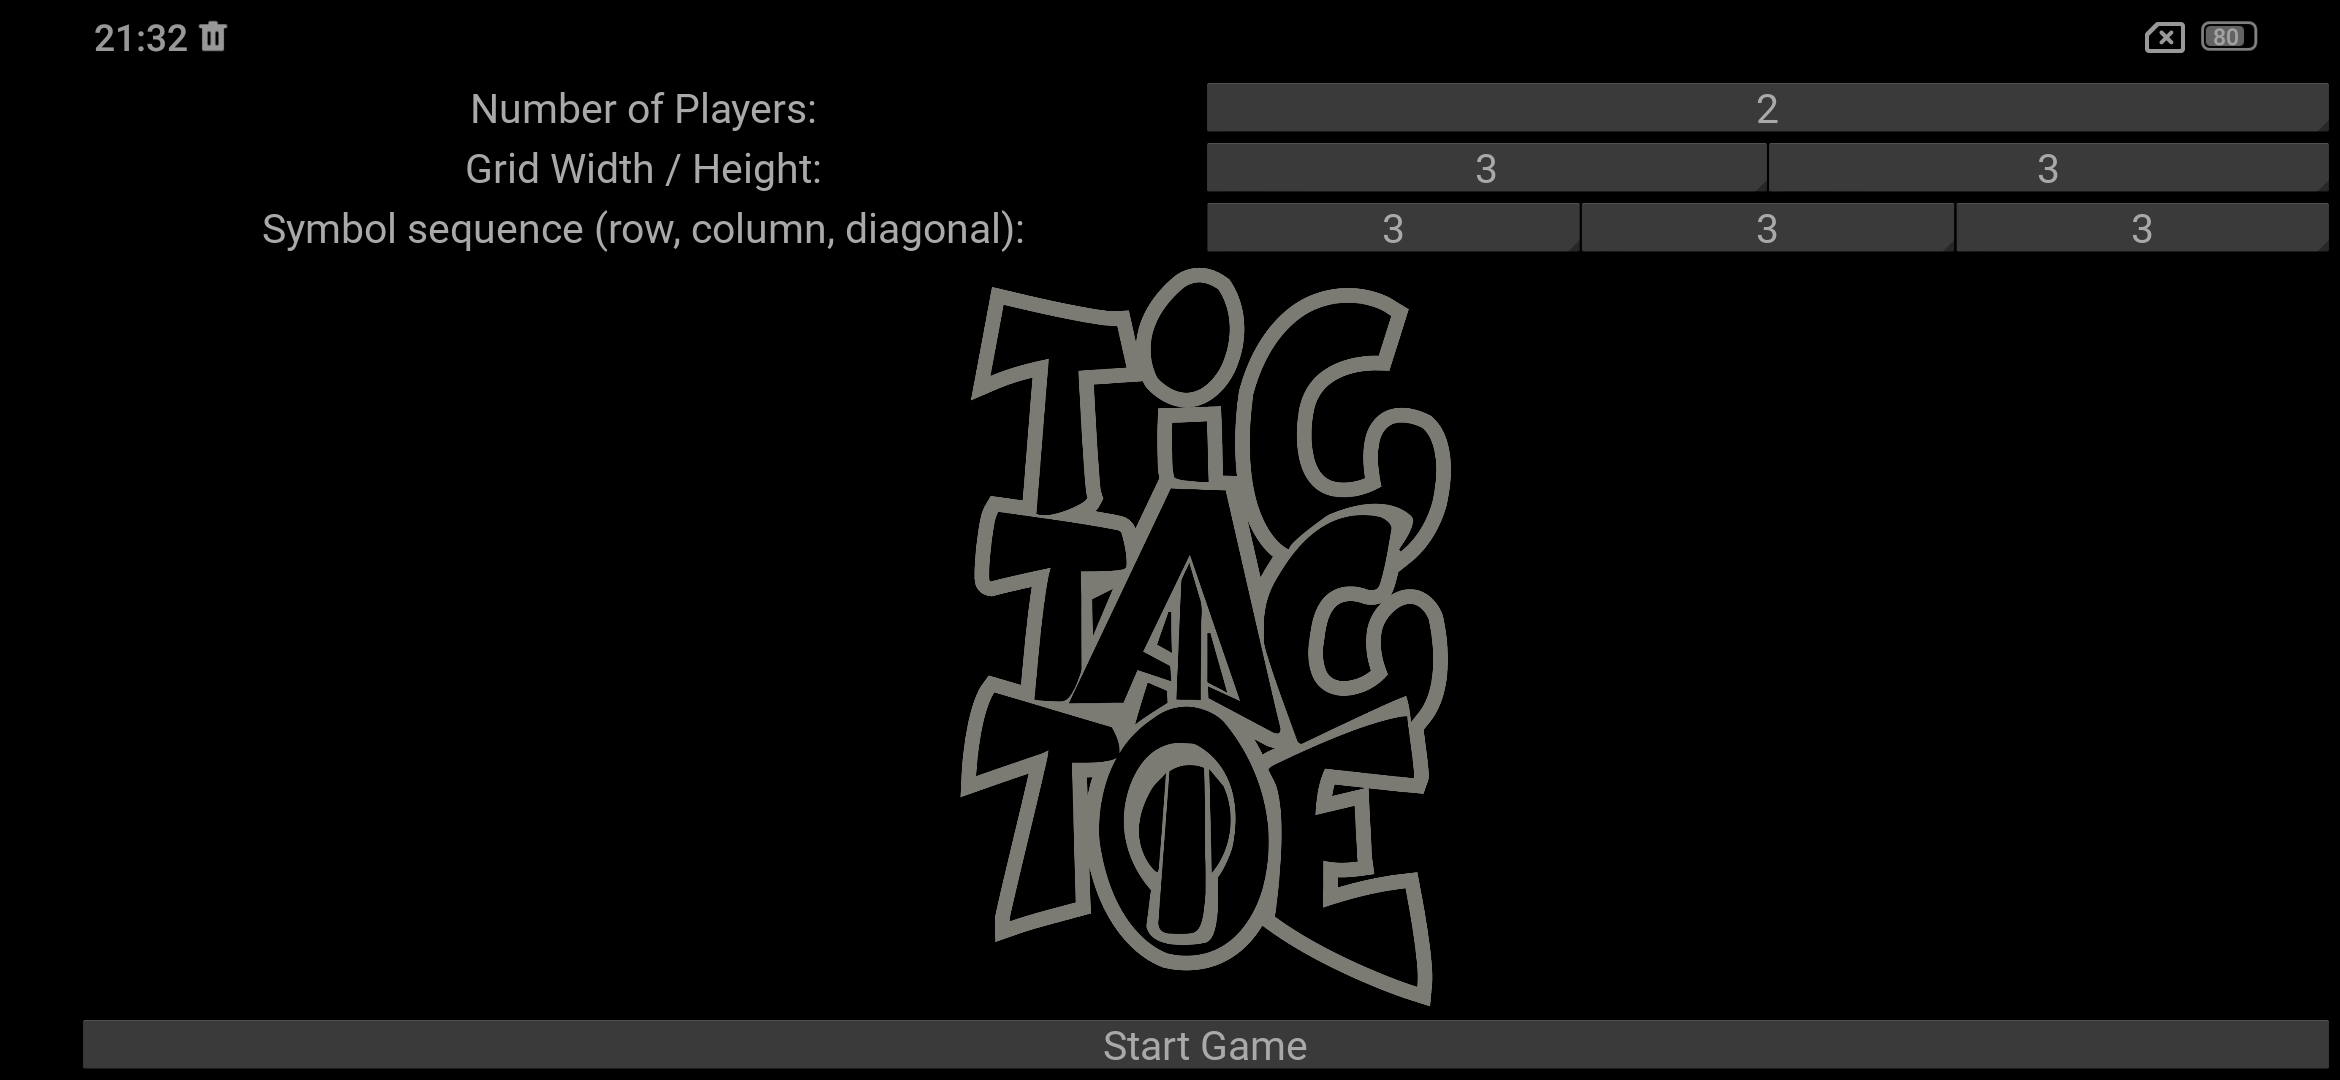 21:32 80
Number of Players: 2
Grid Width / Height: 3 3
Symbol sequence (row, column, diagonal): 3 3 3
TiC
TAC
TOE
Start Game